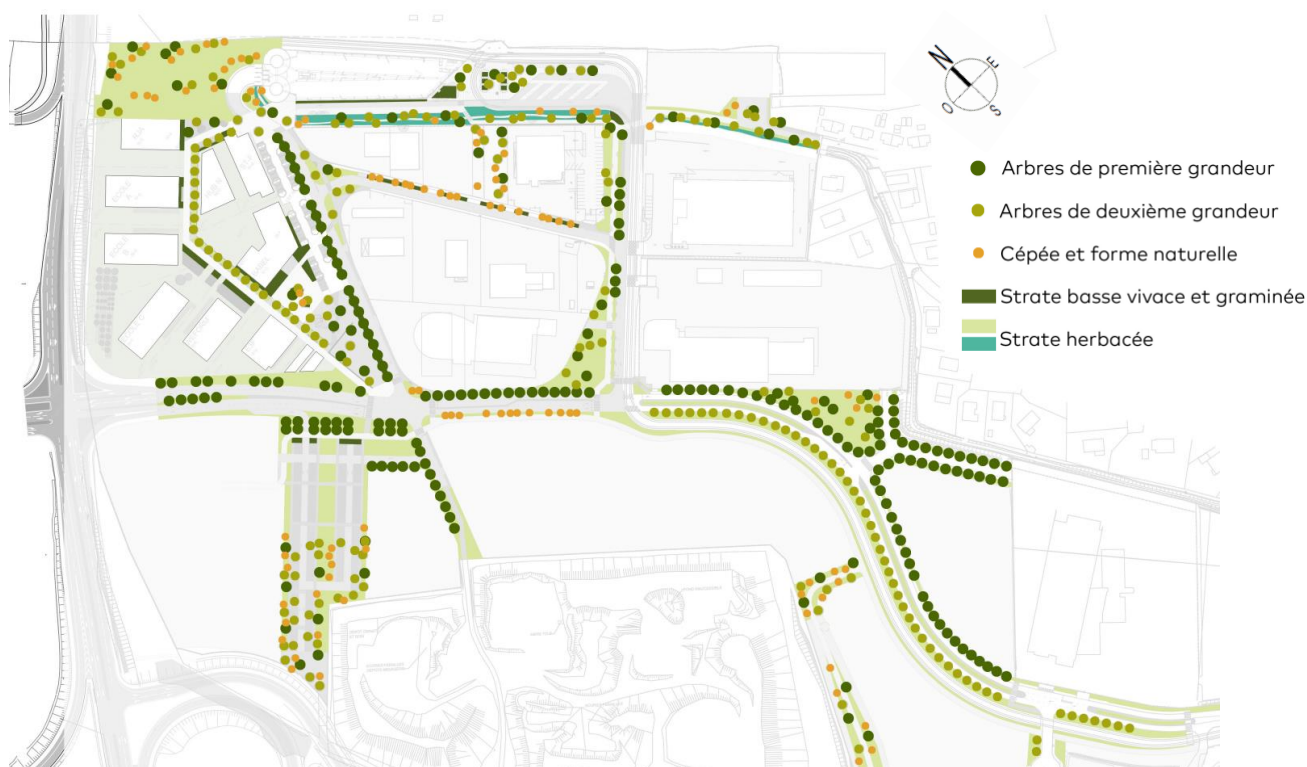 N
E
O
S
Arbres de première grandeur
Arbres de deuxième grandeur
Cépée et forme naturelle
Strate basse vivace et graminée
Strate herbacée